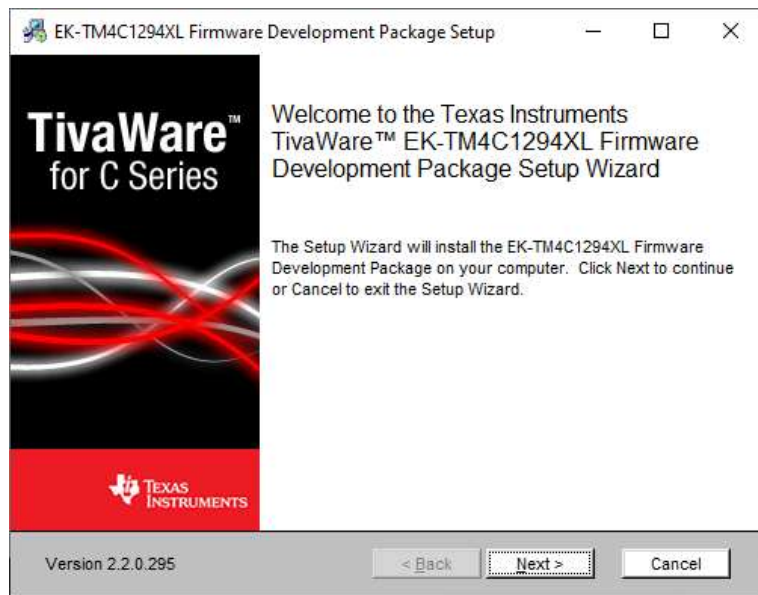 EK-TM4C1294XL Firmware Development Package Setup
TivaWare™
for C Series
Welcome to the Texas Instruments
TivaWare™ EK-TM4C1294XL Firmware
Development Package Setup Wizard
The Setup Wizard will install the EK-TM4C1294XL Firmware
Development Package on your computer. Click Next to continue
or Cancel to exit the Setup Wizard.
TEXAS
INSTRUMENTS
Version 2.2.0.295
< Back
Next >
Cancel